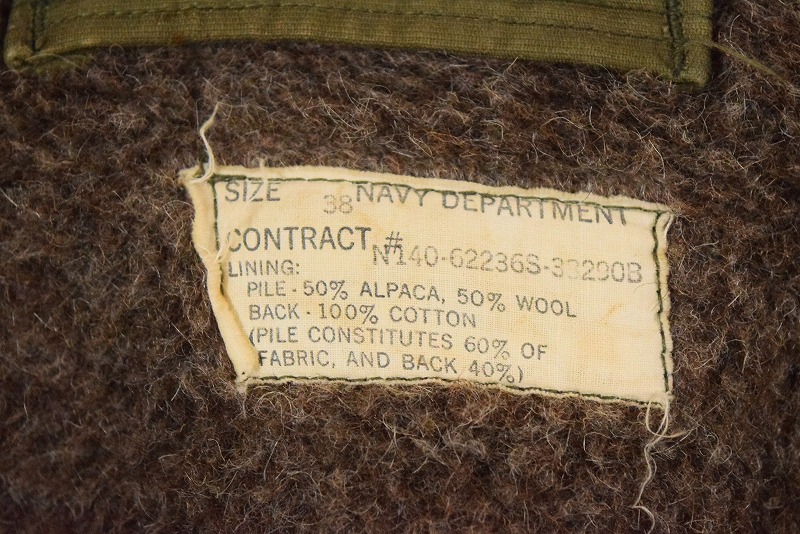 SIZE 38 NAVY DEPARTMENT
CONTRACT # N140-62236S-33290B
LINING:
PILE - 50% ALPACA, 50% WOOL
BACK - 100% COTTON
(PILE CONSTITUTES 60% OF
FABRIC, AND BACK 40%)